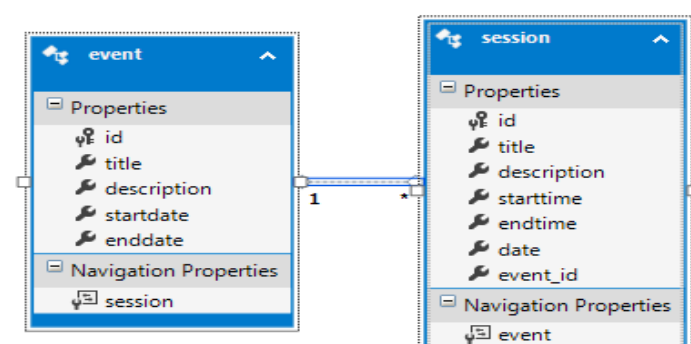 event
Properties
id
title
description
startdate
enddate
Navigation Properties
session
1
*
session
Properties
id
title
description
starttime
endtime
date
event_id
Navigation Properties
event